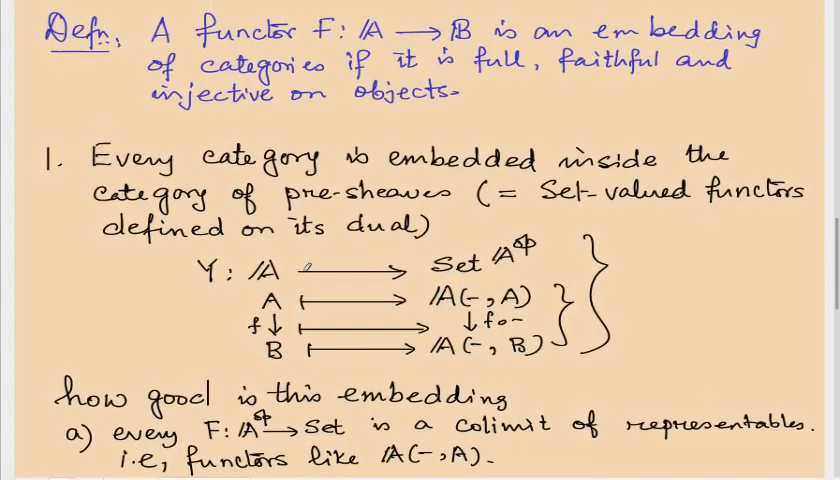 Defn. A functor F: 𝔸 → 𝔹 is an embedding
of categories if it is full, faithful and
injective on objects.
1. Every category is embedded inside the
category of pre-sheaves (= Set-valued functors
defined on its dual)
Y: 𝔸 → Set^𝔸^op
A ↦ 𝔸(-, A)
f ↓ ↦ ↓ f∘-
B ↦ 𝔸(-, B)
how good is this embedding
a) every F: 𝔸^op → Set is a colimit of representables.
i.e, functors like 𝔸(-, A).